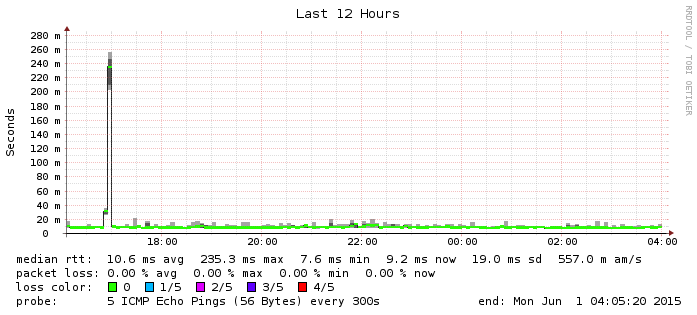 Last 12 Hours
RRDTOOL / TOBI OETIKER
Seconds
280 m
260 m
240 m
220 m
200 m
180 m
160 m
140 m
120 m
100 m
80 m
60 m
40 m
20 m
0
18:00 20:00 22:00 00:00 02:00 04:00
median rtt: 10.6 ms avg 235.3 ms max 7.6 ms min 9.2 ms now 19.0 ms sd 557.0 m am/s
packet loss: 0.00 % avg 0.00 % max 0.00 % min 0.00 % now
loss color: 0 1/5 2/5 3/5 4/5
probe: 5 ICMP Echo Pings (56 Bytes) every 300s end: Mon Jun 1 04:05:20 2015